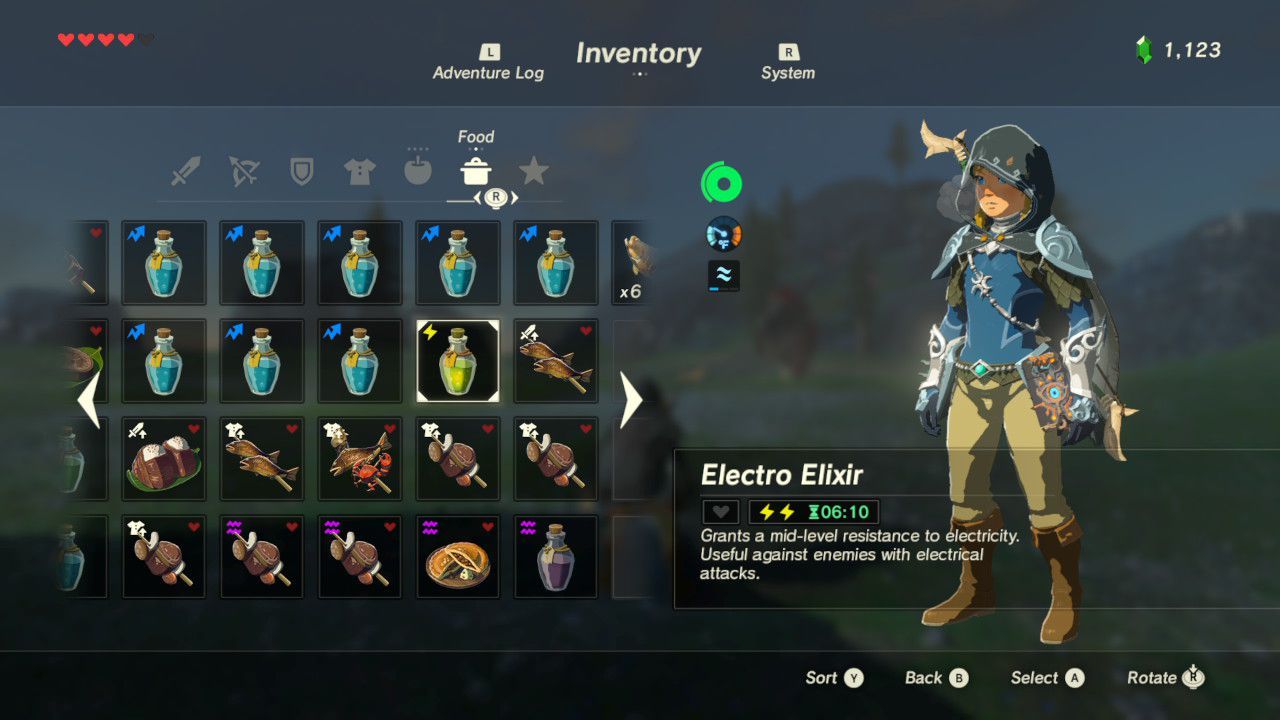 L
Inventory
R
1,123
Adventure Log
System
Food
R
°F
x6
Electro Elixir
06:10
Grants a mid-level resistance to electricity.
Useful against enemies with electrical
attacks.
Sort Y
Back B
Select A
Rotate R